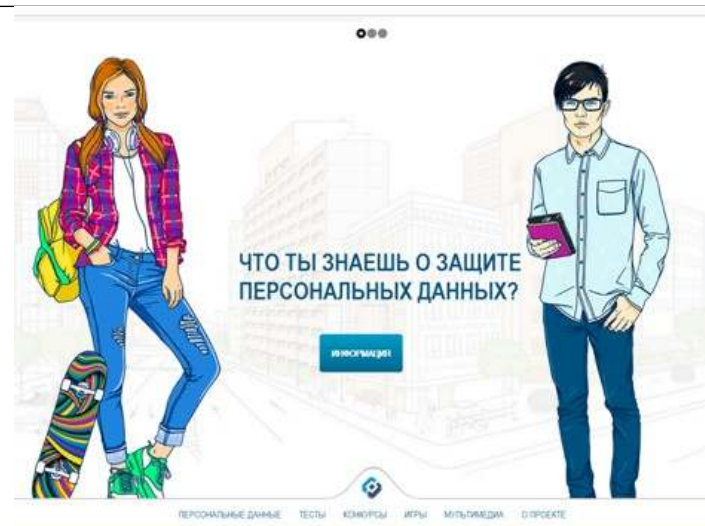 ЧТО ТЫ ЗНАЕШЬ О ЗАЩИТЕ
ПЕРСОНАЛЬНЫХ ДАННЫХ?
ИНФОРМАЦИЯ
ПЕРСОНАЛЬНЫЕ ДАННЫЕ ТЕСТЫ КОНКУРСЫ ИГРЫ МУЛЬТИМЕДИА О ПРОЕКТЕ